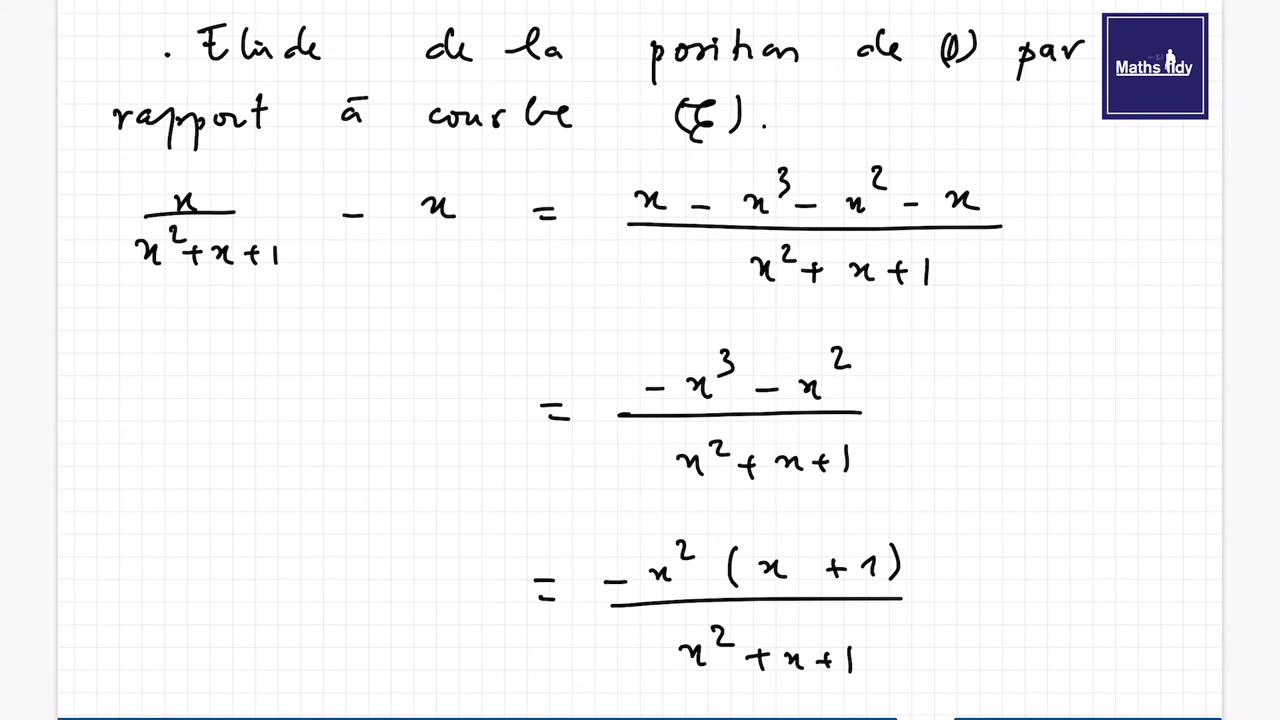 . Etude de la position de (D) par
Maths Indy
rapport à courbe (ℰ).
x/(x²+x+1) - x = (x - x³ - x² - x)/(x² + x + 1)
= (-x³ - x²)/(x² + x + 1)
= (-x² (x + 1))/(x² + x + 1)